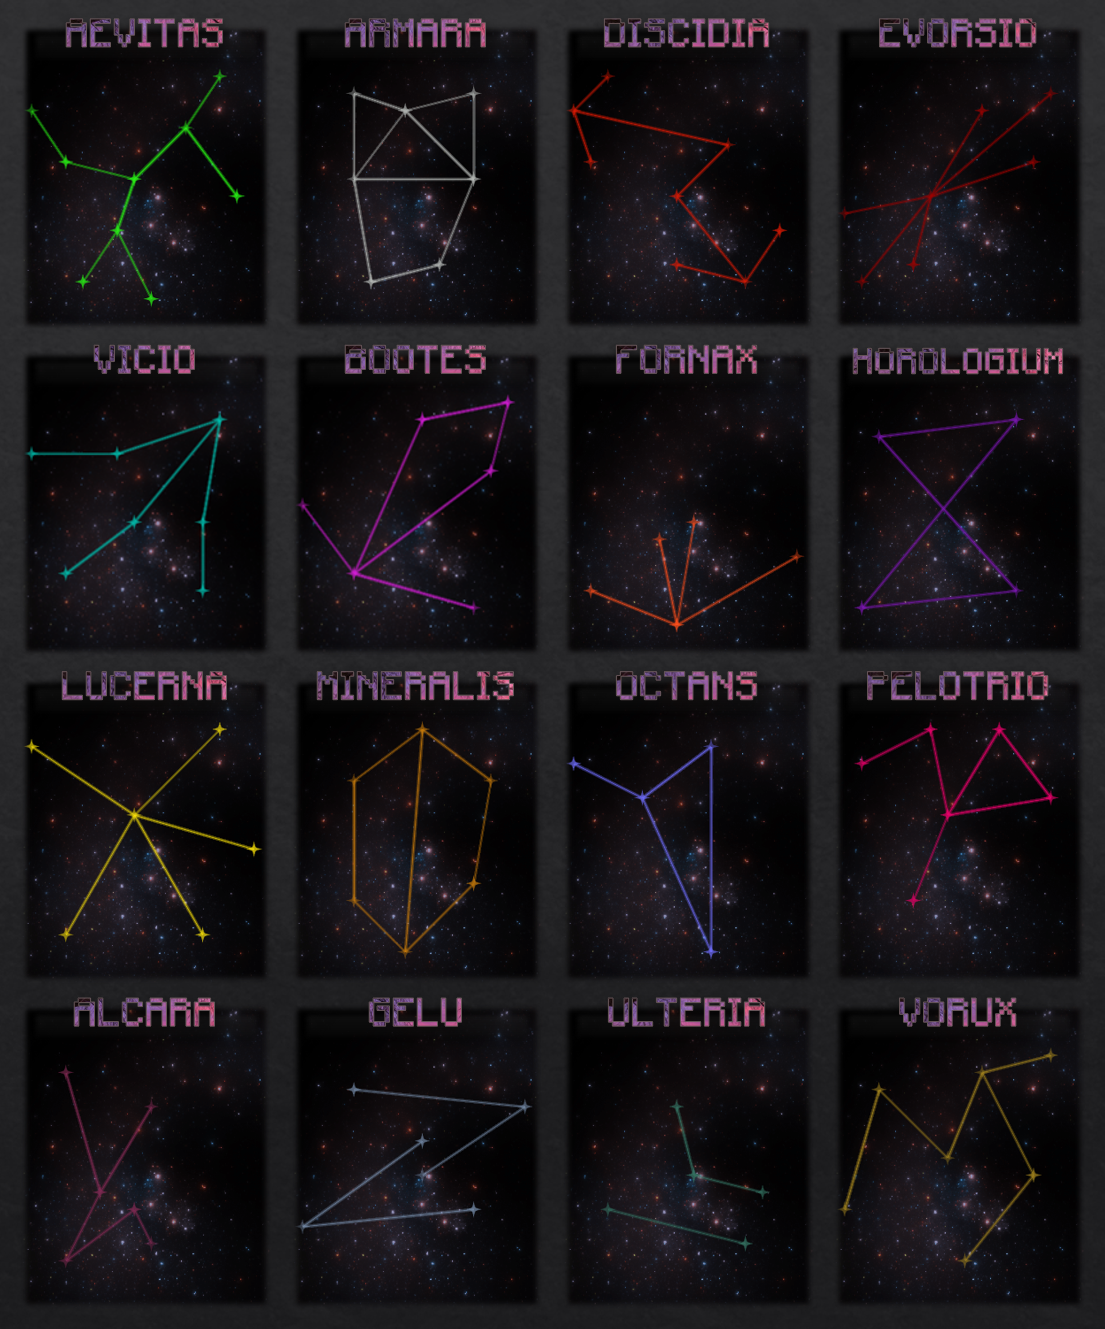 AEVITAS ARMARA DISCIDIA EVORSIO
VICIO BOOTES FORNAX HOROLOGIUM
LUCERNA MINERALIS OCTANS PELOTRIO
ALCARA GELU ULTERIA VORUX